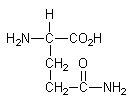 H
H₂N CO₂H
CH₂ O
CH₂ NH₂